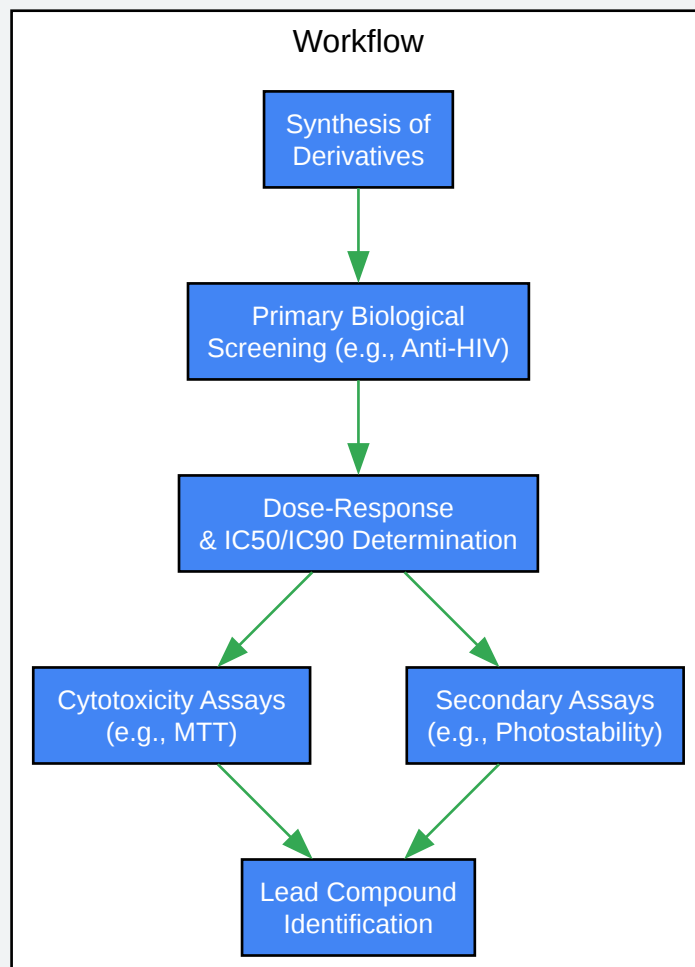 Workflow
Synthesis of
Derivatives
Primary Biological
Screening (e.g., Anti-HIV)
Dose-Response
& IC50/IC90 Determination
Cytotoxicity Assays
(e.g., MTT)
Secondary Assays
(e.g., Photostability)
Lead Compound
Identification